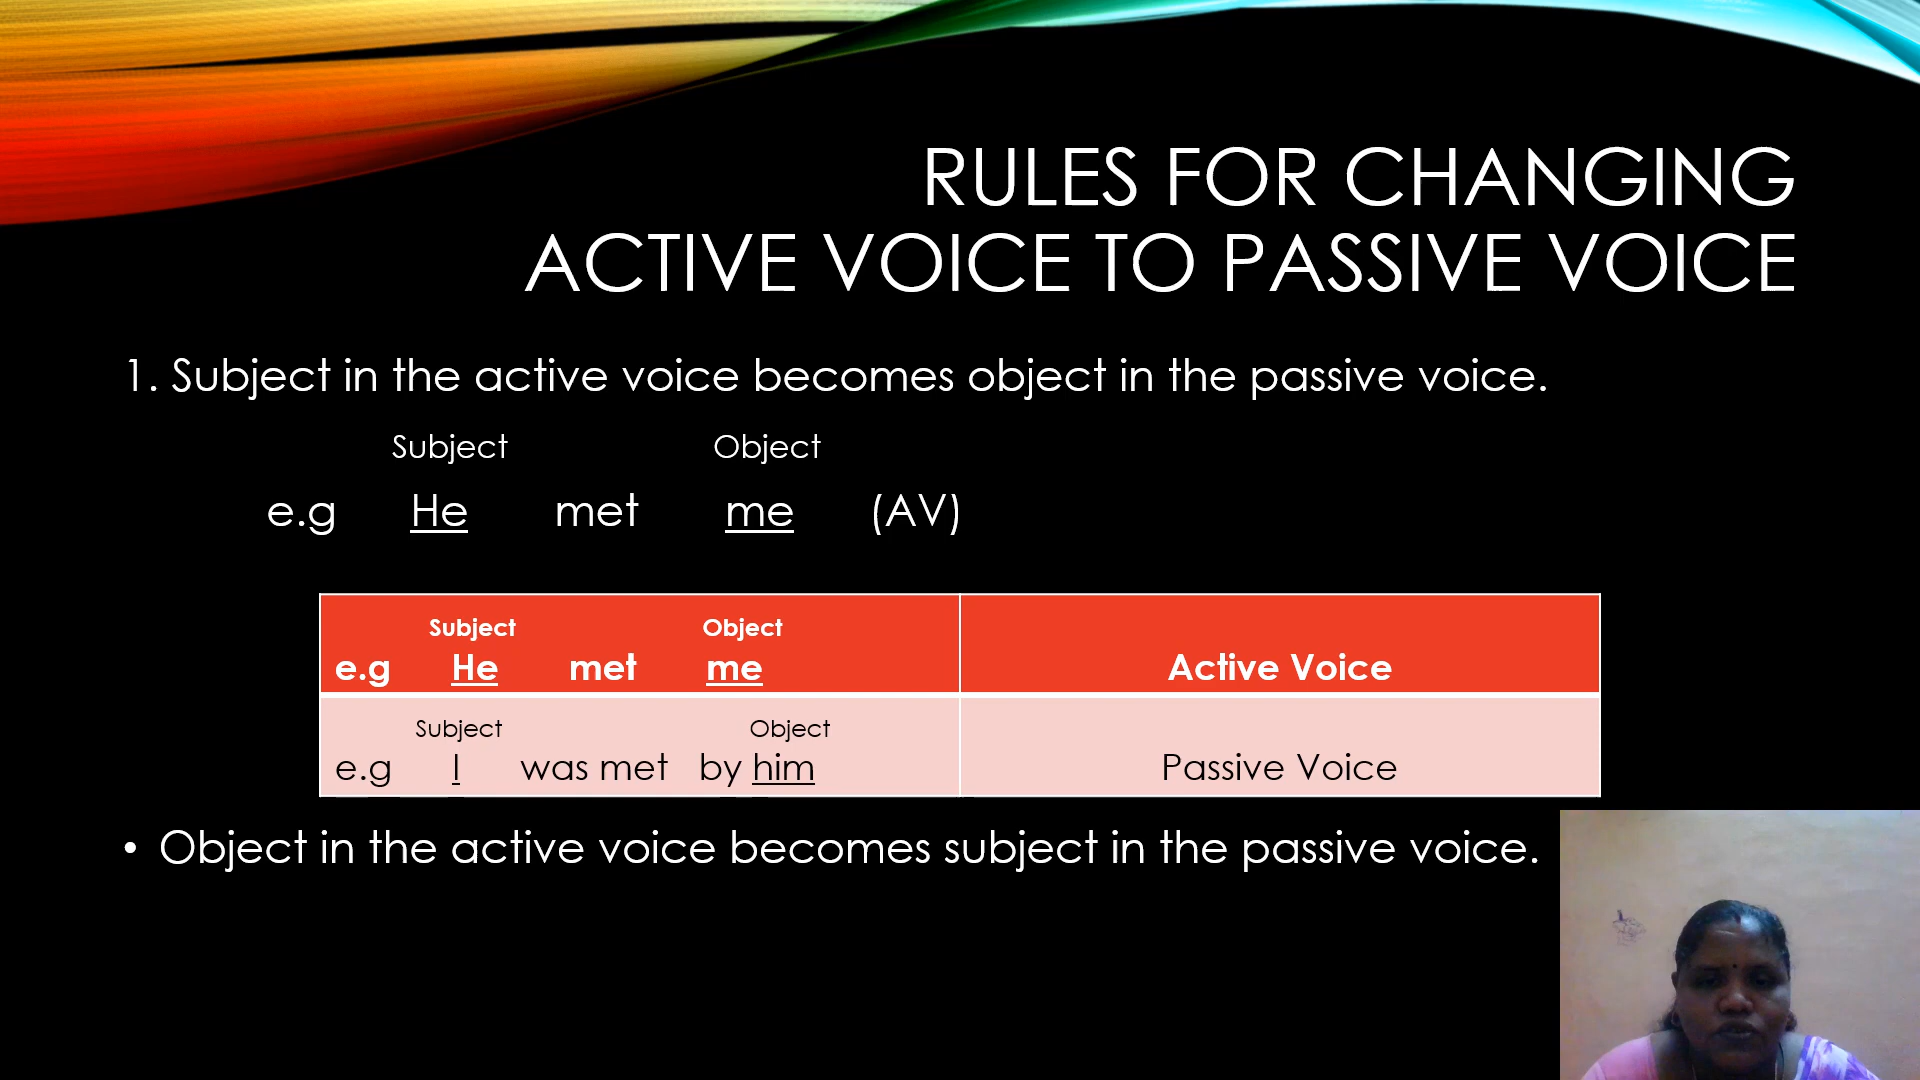 RULES FOR CHANGING
ACTIVE VOICE TO PASSIVE VOICE
1. Subject in the active voice becomes object in the passive voice.
Subject Object
e.g He met me (AV)
Subject Object
e.g He met me Active Voice
Subject Object
e.g I was met by him Passive Voice
• Object in the active voice becomes subject in the passive voice.